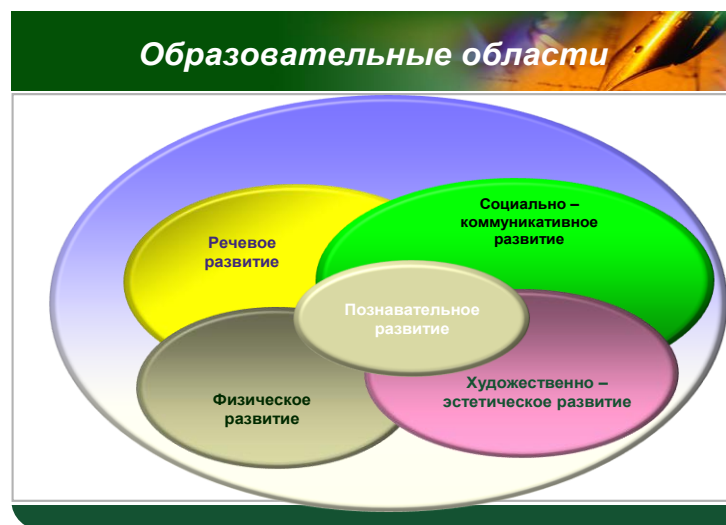 Образовательные области
Речевое
развитие
Социально –
коммуникативное
развитие
Познавательное
развитие
Физическое
развитие
Художественно –
эстетическое развитие